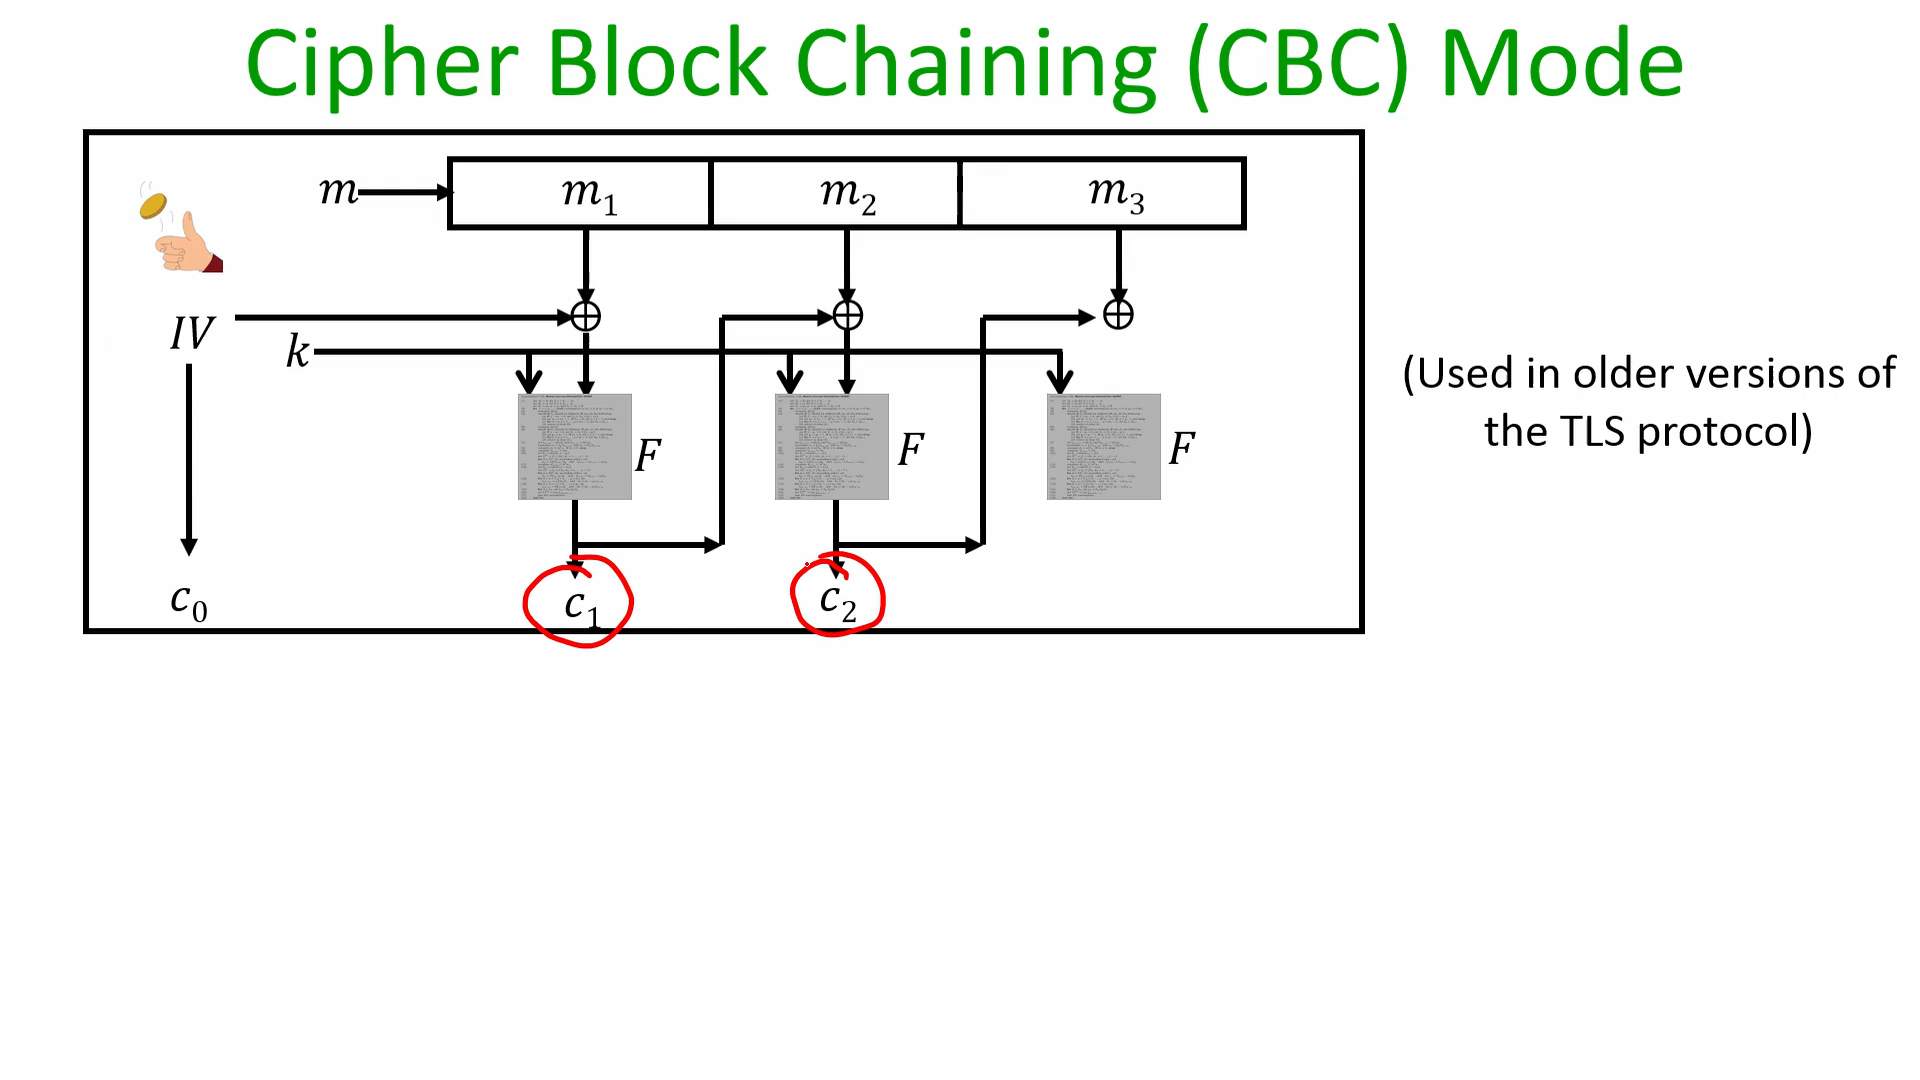 Cipher Block Chaining (CBC) Mode
m m₁ m₂ m₃
IV
k
F F F
(Used in older versions of
the TLS protocol)
c₀ c₁ c₂